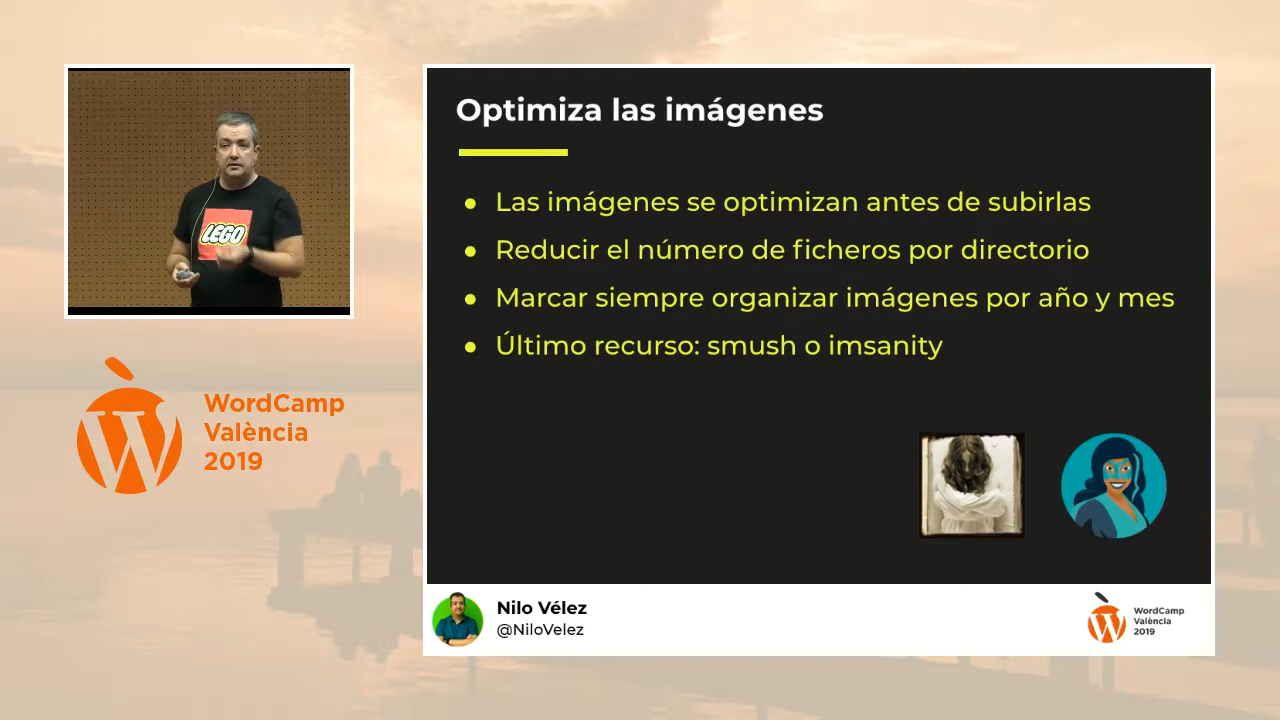 LEGO
WordCamp
València
2019
Optimiza las imágenes
Las imágenes se optimizan antes de subirlas
Reducir el número de ficheros por directorio
Marcar siempre organizar imágenes por año y mes
Último recurso: smush o imsanity
Nilo Vélez
@NiloVelez
WordCamp
València
2019